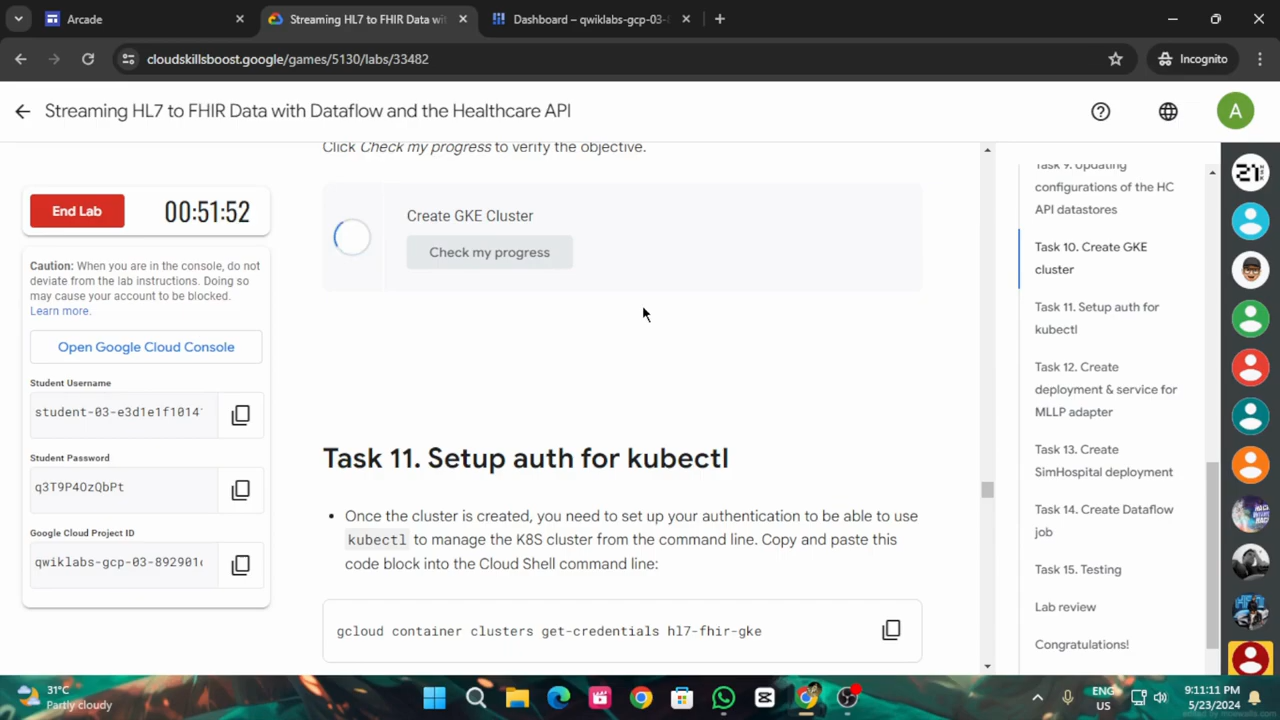 Arcade
Streaming HL7 to FHIR Data wit
Dashboard – qwiklabs-gcp-03-8
cloudskillsboost.google/games/5130/labs/33482
Incognito
Streaming HL7 to FHIR Data with Dataflow and the Healthcare API
A
End Lab
00:51:52
Caution: When you are in the console, do not
deviate from the lab instructions. Doing so
may cause your account to be blocked.
Learn more.
Open Google Cloud Console
Student Username
student-03-e3d1e1f1014
Student Password
q3T9P4OzQbPt
Google Cloud Project ID
qwiklabs-gcp-03-892901
Click Check my progress to verify the objective.
Create GKE Cluster
Check my progress
Task 11. Setup auth for kubectl
• Once the cluster is created, you need to set up your authentication to be able to use
kubectl to manage the K8S cluster from the command line. Copy and paste this
code block into the Cloud Shell command line:
gcloud container clusters get-credentials hl7-fhir-gke
Task 9. Updating
configurations of the HC
API datastores
Task 10. Create GKE
cluster
Task 11. Setup auth for
kubectl
Task 12. Create
deployment & service for
MLLP adapter
Task 13. Create
SimHospital deployment
Task 14. Create Dataflow
job
Task 15. Testing
Lab review
Congratulations!
31°C
Partly cloudy
ENG
US
9:11:11 PM
5/23/2024